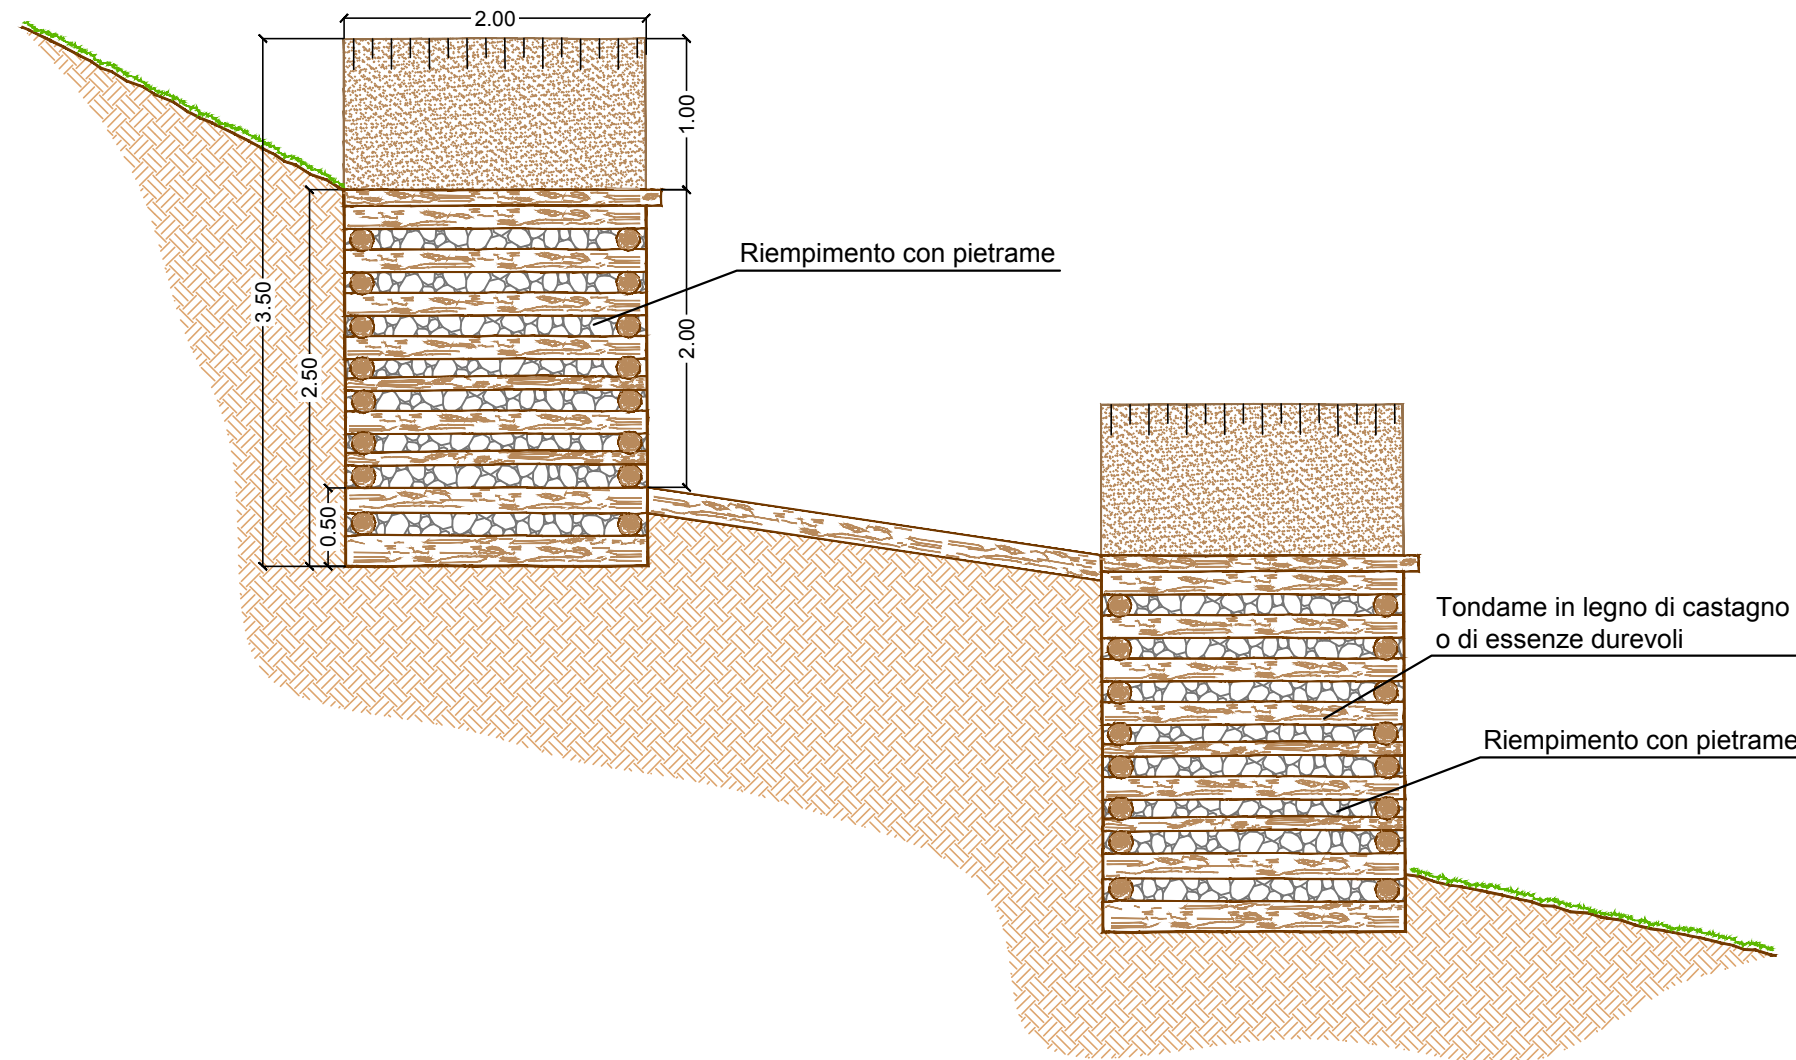 2.00
1.00
3.50
2.50
2.00
0.50
Riempimento con pietrame
Tondame in legno di castagno
o di essenze durevoli
Riempimento con pietrame